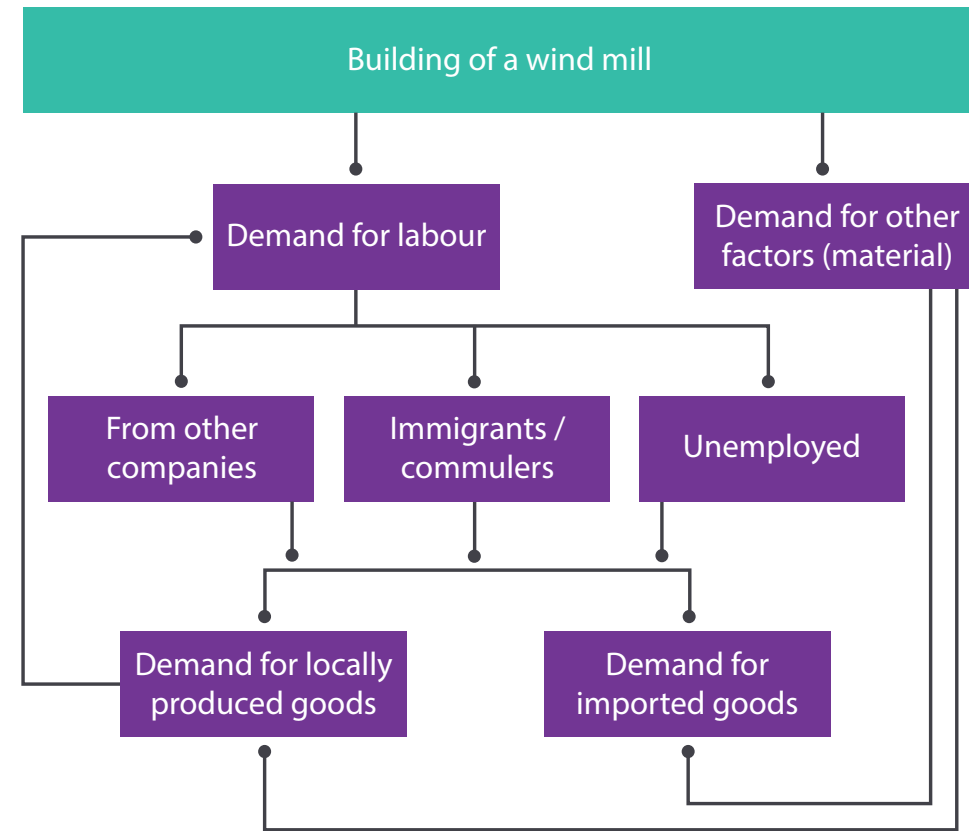 Building of a wind mill
Demand for labour
Demand for other
factors (material)
From other
companies
Immigrants /
commulers
Unemployed
Demand for locally
produced goods
Demand for
imported goods